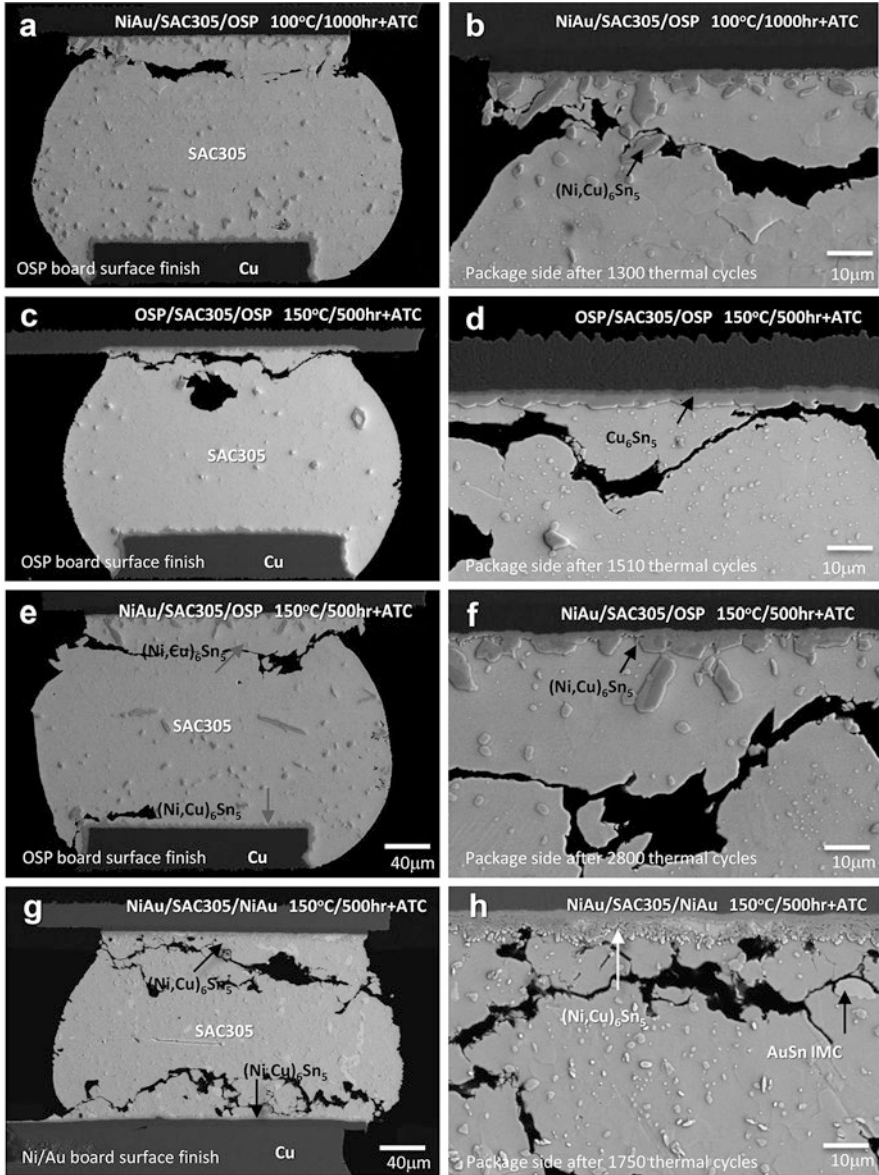 a
NiAu/SAC305/OSP 100°C/1000hr+ATC
SAC305
OSP board surface finish
Cu
b
NiAu/SAC305/OSP 100°C/1000hr+ATC
(Ni,Cu)₆Sn₅
Package side after 1300 thermal cycles
10μm
c
OSP/SAC305/OSP 150°C/500hr+ATC
SAC305
OSP board surface finish
Cu
d
OSP/SAC305/OSP 150°C/500hr+ATC
Cu₆Sn₅
Package side after 1510 thermal cycles
10μm
e
NiAu/SAC305/OSP 150°C/500hr+ATC
(Ni,Cu)₆Sn₅
SAC305
(Ni,Cu)₆Sn₅
OSP board surface finish
Cu
40μm
f
NiAu/SAC305/OSP 150°C/500hr+ATC
(Ni,Cu)₆Sn₅
Package side after 2800 thermal cycles
10μm
g
NiAu/SAC305/NiAu 150°C/500hr+ATC
(Ni,Cu)₆Sn₅
SAC305
(Ni,Cu)₆Sn₅
Ni/Au board surface finish
Cu
40μm
h
NiAu/SAC305/NiAu 150°C/500hr+ATC
(Ni,Cu)₆Sn₅
AuSn IMC
Package side after 1750 thermal cycles
10μm